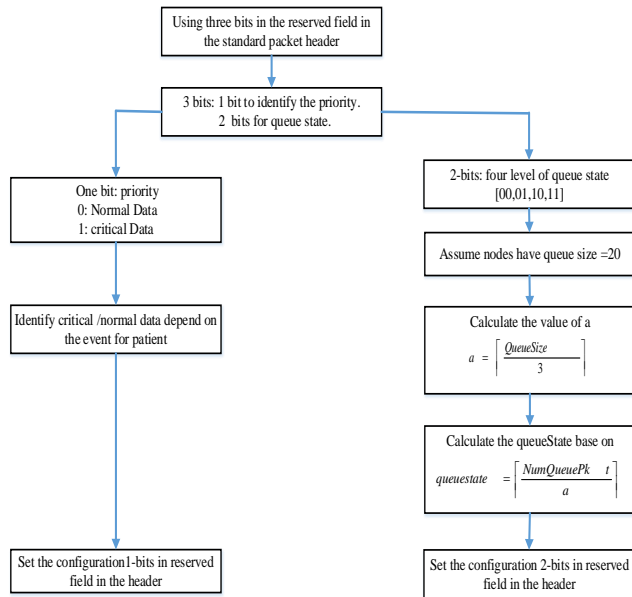 Using three bits in the reserved field in
the standard packet header
3 bits: 1 bit to identify the priority.
2 bits for queue state.
One bit: priority
0: Normal Data
1: critical Data
Identify critical /normal data depend on
the event for patient
Set the configuration1-bits in reserved
field in the header
2-bits: four level of queue state
[00,01,10,11]
Assume nodes have queue size =20
Calculate the value of a
a = ⌈QueueSize / 3⌉
Calculate the queueState base on
queuestate = ⌈NumQueuePk t / a⌉
Set the configuration 2-bits in reserved
field in the header